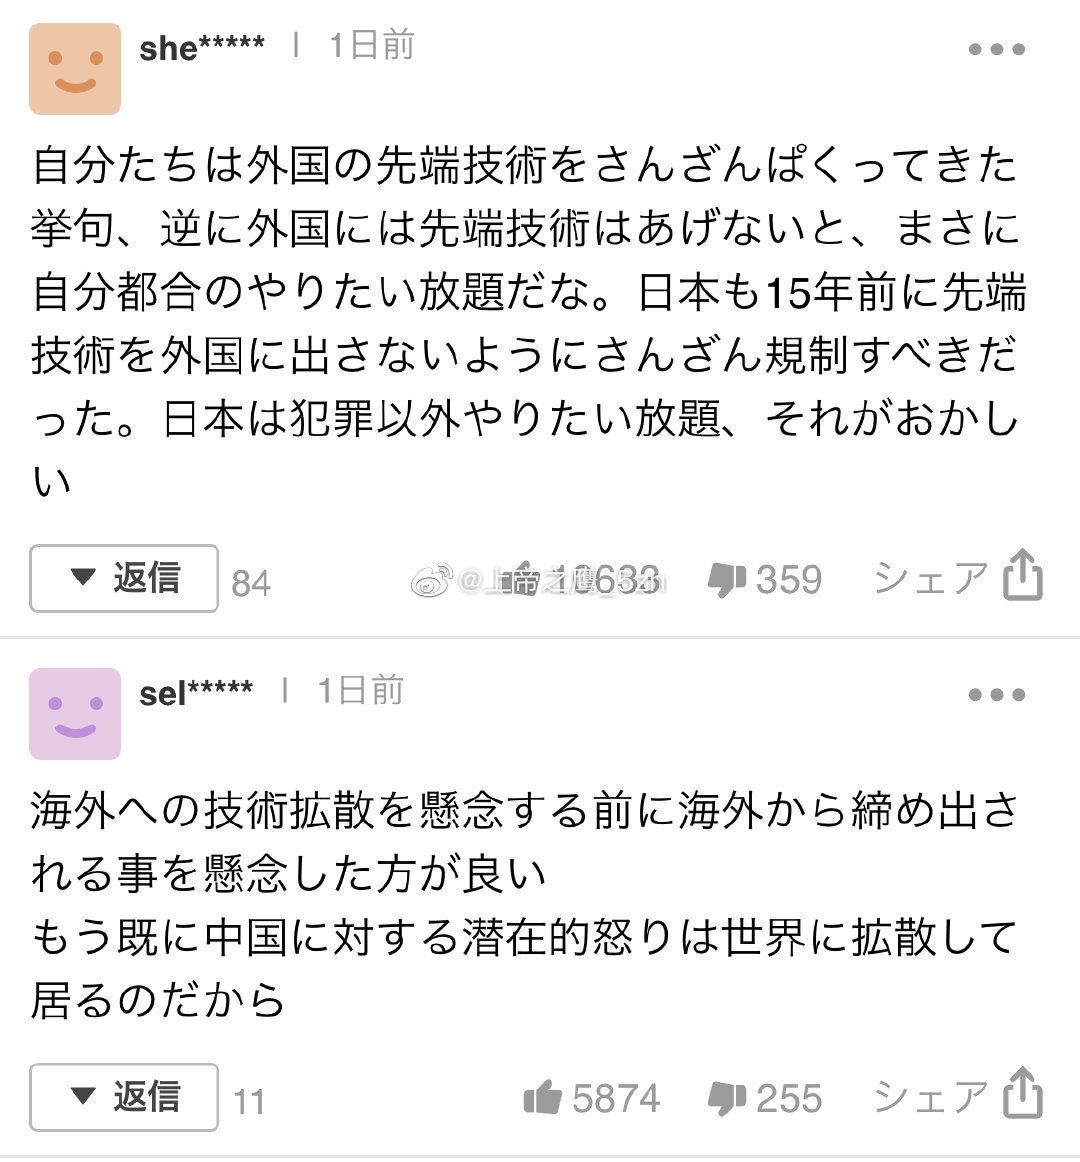 she***** | 1日前
自分たちは外国の先端技術をさんざんぱくってきた
挙句、逆に外国には先端技術はあげないと、まさに
自分都合のやりたい放題だな。日本も15年前に先端
技術を外国に出さないようにさんざん規制すべきだ
った。日本は犯罪以外やりたい放題、それがおかし
い
返信 84 359 シェア
sel***** | 1日前
海外への技術拡散を懸念する前に海外から締め出さ
れる事を懸念した方が良い
もう既に中国に対する潜在的怒りは世界に拡散して
居るのだから
返信 11 5874 255 シェア